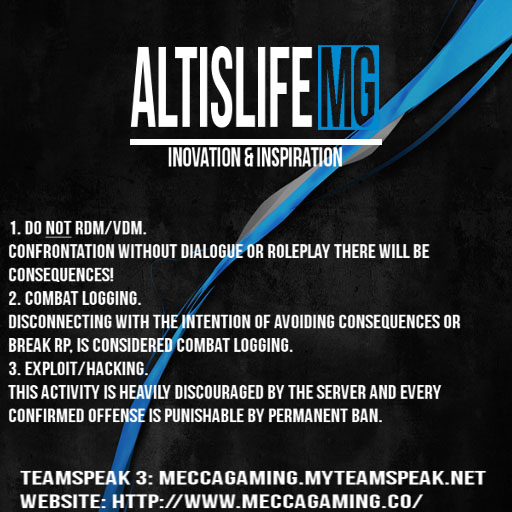 ALTISLIFE MG
INOVATION & INSPIRATION
1. DO NOT RDM/VDM.
CONFRONTATION WITHOUT DIALOGUE OR ROLEPLAY THERE WILL BE
CONSEQUENCES!
2. COMBAT LOGGING.
DISCONNECTING WITH THE INTENTION OF AVOIDING CONSEQUENCES OR
BREAK RP, IS CONSIDERED COMBAT LOGGING.
3. EXPLOIT/HACKING.
THIS ACTIVITY IS HEAVILY DISCOURAGED BY THE SERVER AND EVERY
CONFIRMED OFFENSE IS PUNISHABLE BY PERMANENT BAN.
TEAMSPEAK 3: MECCAGAMING.MYTEAMSPEAK.NET
WEBSITE: HTTP://WWW.MECCAGAMING.CO/